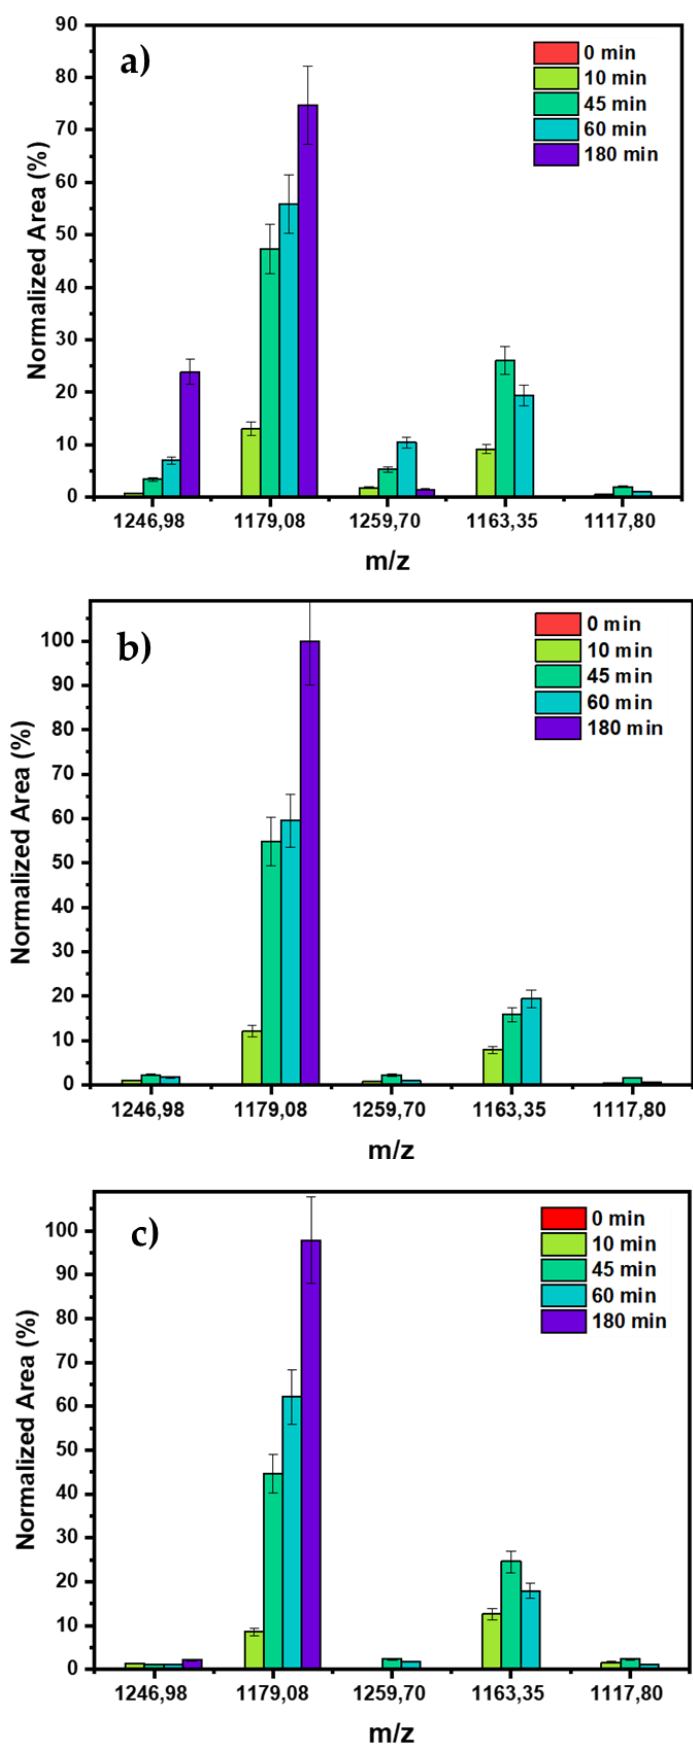 a)
0 min
10 min
45 min
60 min
180 min
Normalized Area (%)
90
80
70
60
50
40
30
20
10
0
1246,98 1179,08 1259,70 1163,35 1117,80
m/z
b)
0 min
10 min
45 min
60 min
180 min
Normalized Area (%)
100
90
80
70
60
50
40
30
20
10
0
1246,98 1179,08 1259,70 1163,35 1117,80
m/z
c)
0 min
10 min
45 min
60 min
180 min
Normalized Area (%)
100
90
80
70
60
50
40
30
20
10
0
1246,98 1179,08 1259,70 1163,35 1117,80
m/z